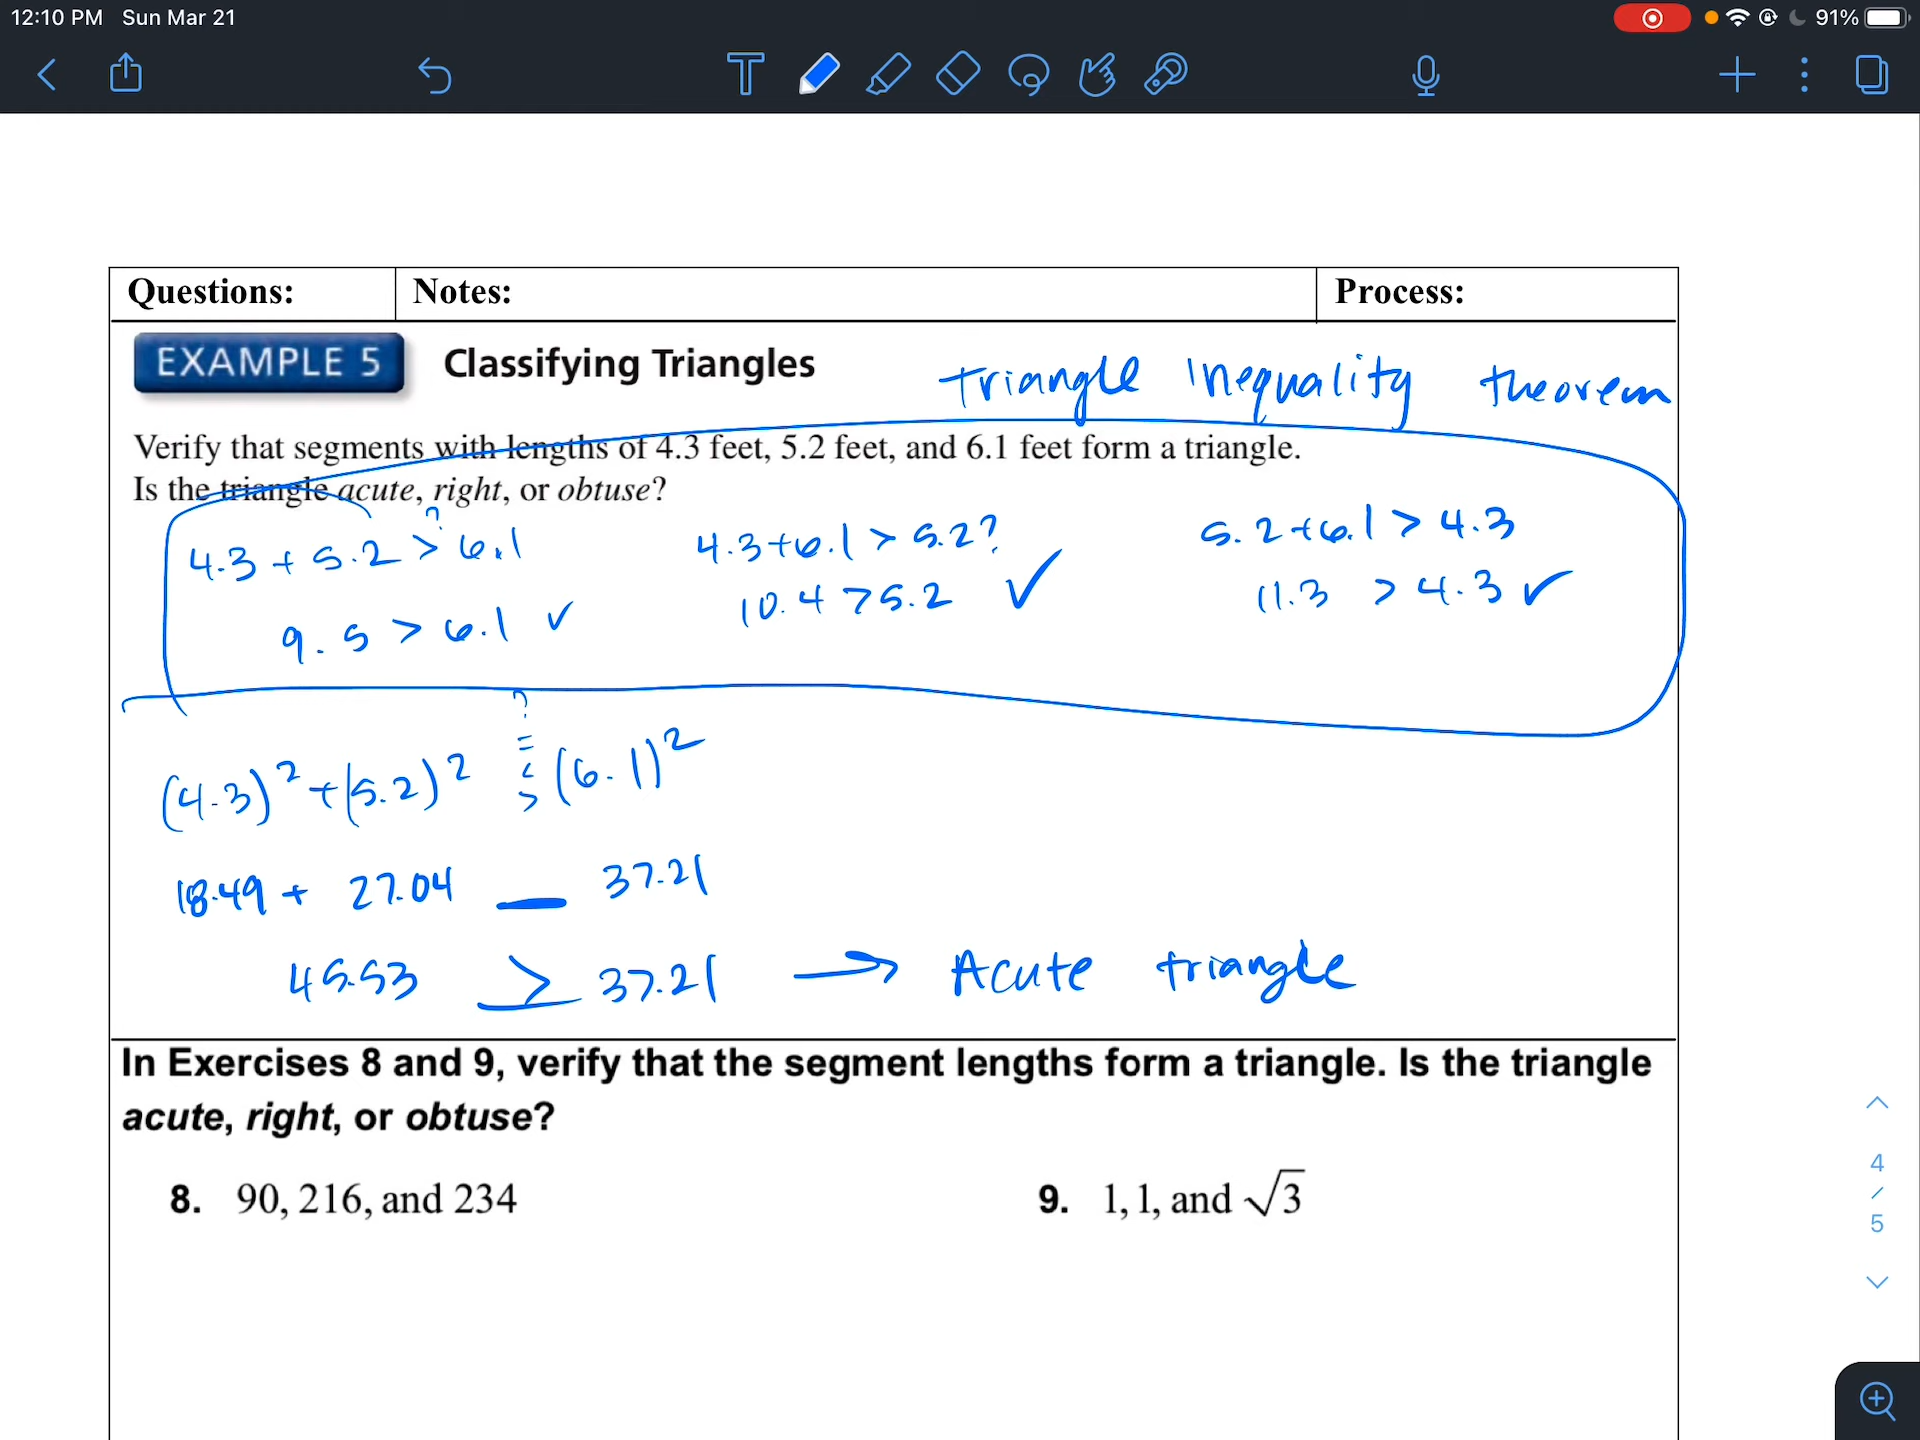 12:10 PM Sun Mar 21
91%
Questions: Notes: Process:
EXAMPLE 5 Classifying Triangles
triangle inequality theorem
Verify that segments with lengths of 4.3 feet, 5.2 feet, and 6.1 feet form a triangle.
Is the triangle acute, right, or obtuse?
4.3 + 5.2 >? 6.1 4.3+6.1 > 5.2? 5.2+6.1 > 4.3
9.5 > 6.1 ✓ 10.4 > 5.2 ✓ 11.3 > 4.3 ✓
?
=
(4.3)² + (5.2)² < (6.1)²
>
18.49 + 27.04 _ 37.21
45.53 > 37.21 → Acute triangle
In Exercises 8 and 9, verify that the segment lengths form a triangle. Is the triangle
acute, right, or obtuse?
8. 90, 216, and 234 9. 1, 1, and √3
4
/
5